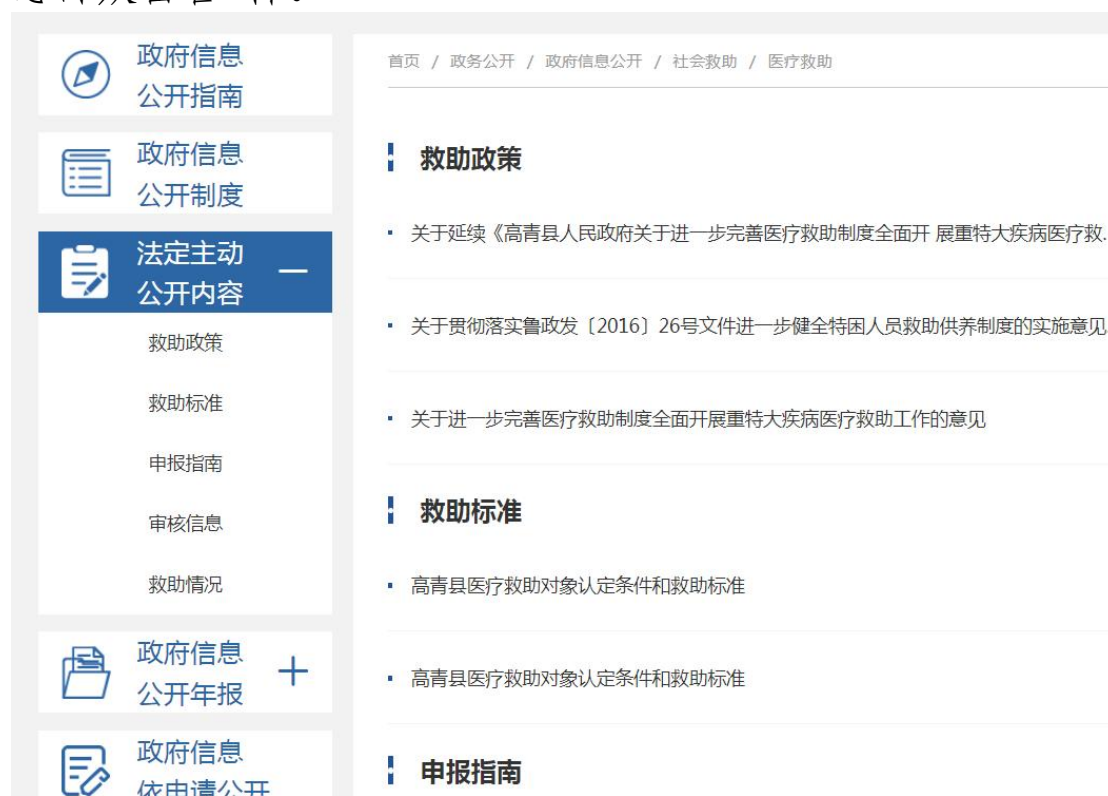 政府信息
公开指南
政府信息
公开制度
法定主动
公开内容
救助政策
救助标准
申报指南
审核信息
救助情况
政府信息
公开年报
政府信息
依申请公开
首页 / 政务公开 / 政府信息公开 / 社会救助 / 医疗救助
救助政策
关于延续《高青县人民政府关于进一步完善医疗救助制度全面开 展重特大疾病医疗救.
关于贯彻落实鲁政发〔2016〕26号文件进一步健全特困人员救助供养制度的实施意见
关于进一步完善医疗救助制度全面开展重特大疾病医疗救助工作的意见
救助标准
高青县医疗救助对象认定条件和救助标准
高青县医疗救助对象认定条件和救助标准
申报指南